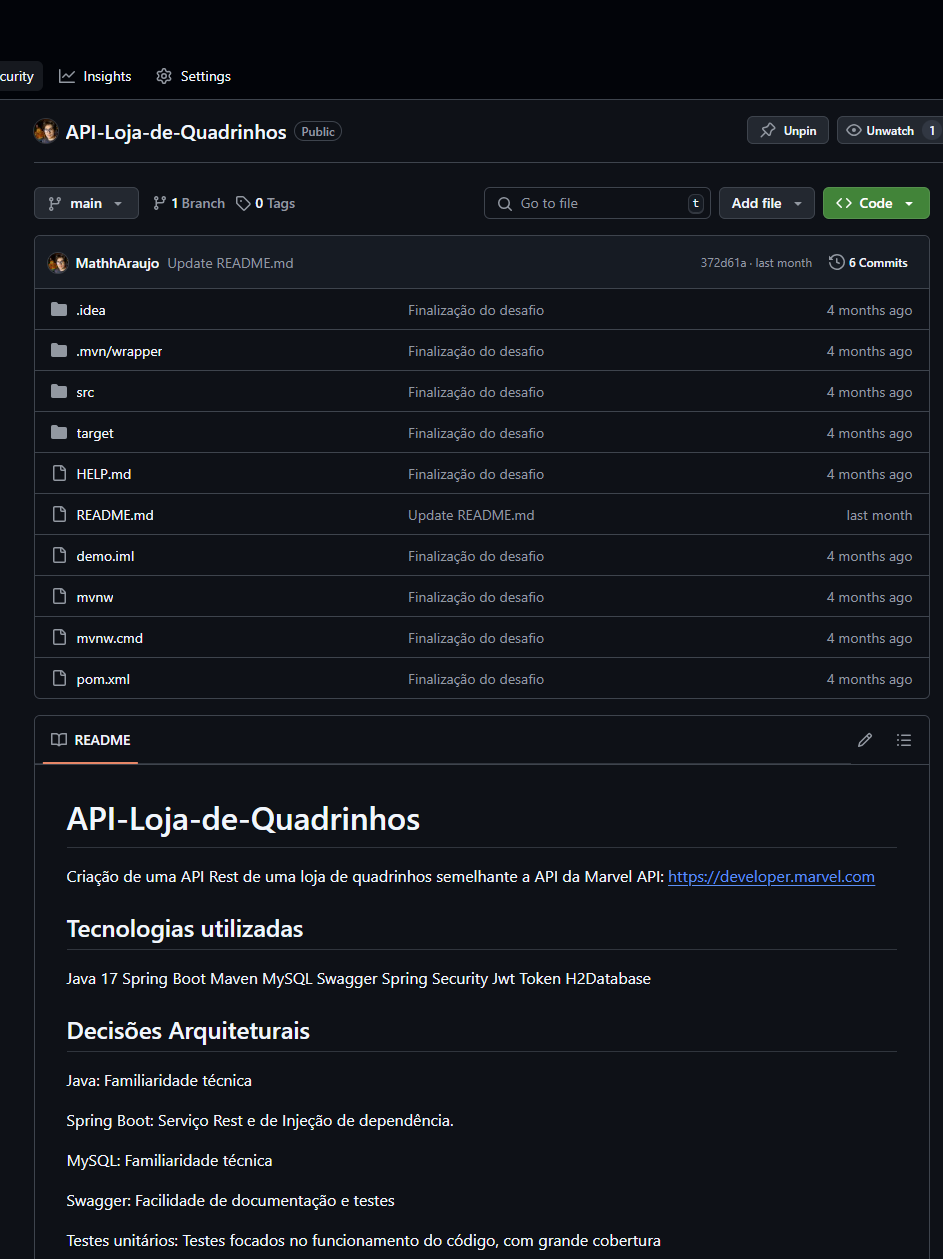 curity Insights Settings
API-Loja-de-Quadrinhos Public Unpin Unwatch 1
main 1 Branch 0 Tags Go to file t Add file Code
MathhAraujo Update README.md 372d61a · last month 6 Commits
.idea Finalização do desafio 4 months ago
.mvn/wrapper Finalização do desafio 4 months ago
src Finalização do desafio 4 months ago
target Finalização do desafio 4 months ago
HELP.md Finalização do desafio 4 months ago
README.md Update README.md last month
demo.iml Finalização do desafio 4 months ago
mvnw Finalização do desafio 4 months ago
mvnw.cmd Finalização do desafio 4 months ago
pom.xml Finalização do desafio 4 months ago
README
API-Loja-de-Quadrinhos
Criação de uma API Rest de uma loja de quadrinhos semelhante a API da Marvel API: https://developer.marvel.com
Tecnologias utilizadas
Java 17 Spring Boot Maven MySQL Swagger Spring Security Jwt Token H2Database
Decisões Arquiteturais
Java: Familiaridade técnica
Spring Boot: Serviço Rest e de Injeção de dependência.
MySQL: Familiaridade técnica
Swagger: Facilidade de documentação e testes
Testes unitários: Testes focados no funcionamento do código, com grande cobertura